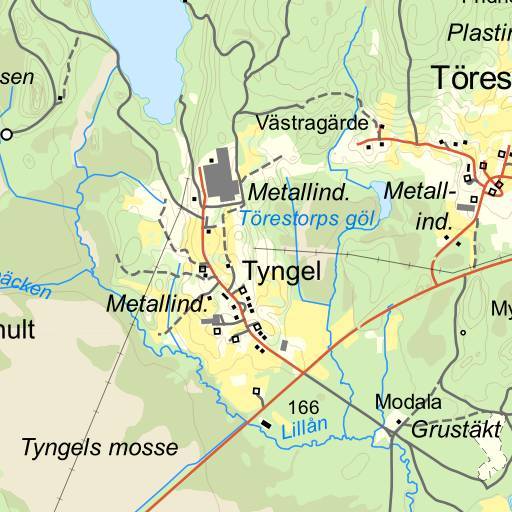 Plastin
Töres
sen
Västragärde
Metallind.
Metall-
ind.
Törestorps göl
Tyngel
äcken
Metallind.
My
nult
166
Modala
Lillån
Grustäkt
Tyngels mosse